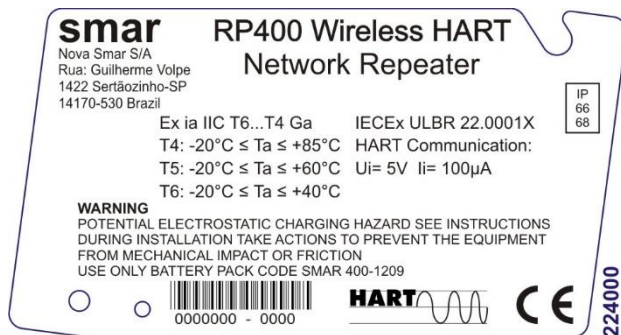 smar
Nova Smar S/A
Rua: Guilherme Volpe
1422 Sertãozinho-SP
14170-530 Brazil
RP400 Wireless HART
Network Repeater
IP
66
68
Ex ia IIC T6...T4 Ga
T4: -20°C ≤ Ta ≤ +85°C
T5: -20°C ≤ Ta ≤ +60°C
T6: -20°C ≤ Ta ≤ +40°C
IECEx ULBR 22.0001X
HART Communication:
Ui= 5V Ii= 100µA
WARNING
POTENTIAL ELECTROSTATIC CHARGING HAZARD SEE INSTRUCTIONS
DURING INSTALLATION TAKE ACTIONS TO PREVENT THE EQUIPMENT
FROM MECHANICAL IMPACT OR FRICTION
USE ONLY BATTERY PACK CODE SMAR 400-1209
0000000 - 0000
HART
CE
224000